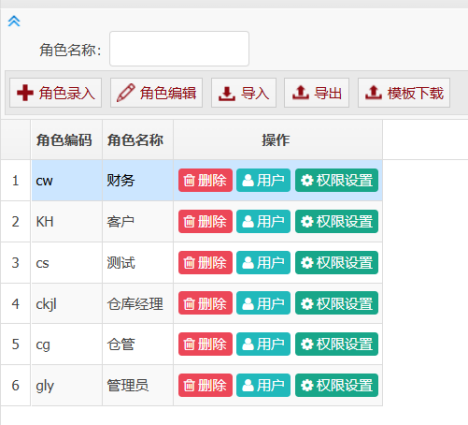 角色名称:
角色录入 角色编辑 导入 导出 模板下载
角色编码 角色名称 操作
1 cw 财务 删除 用户 权限设置
2 KH 客户 删除 用户 权限设置
3 cs 测试 删除 用户 权限设置
4 ckjl 仓库经理 删除 用户 权限设置
5 cg 仓管 删除 用户 权限设置
6 gly 管理员 删除 用户 权限设置